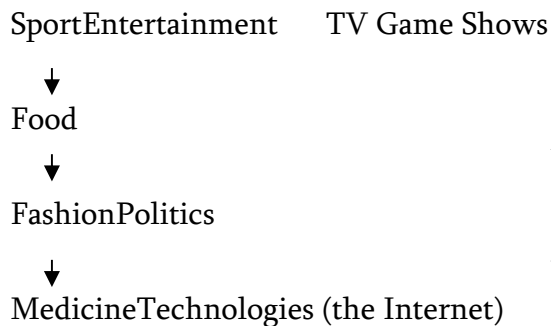 SportEntertainment TV Game Shows
Food
FashionPolitics
MedicineTechnologies (the Internet)